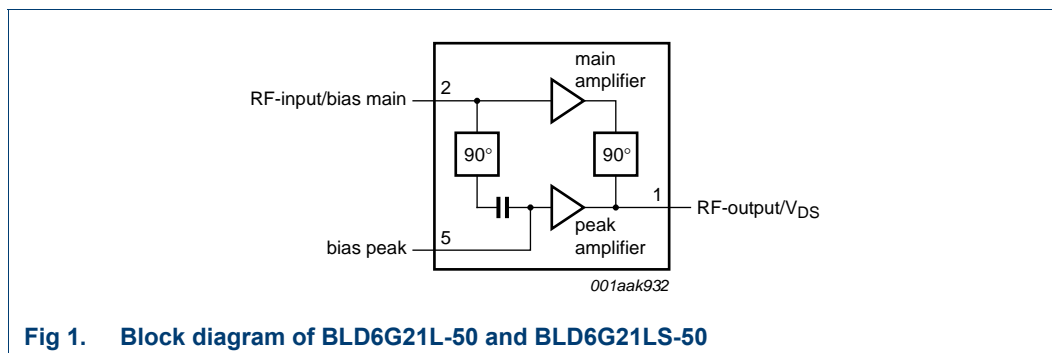 main
amplifier
2
RF-input/bias main
90°
90°
1
RF-output/VDS
peak
amplifier
5
bias peak
001aak932
Fig 1. Block diagram of BLD6G21L-50 and BLD6G21LS-50